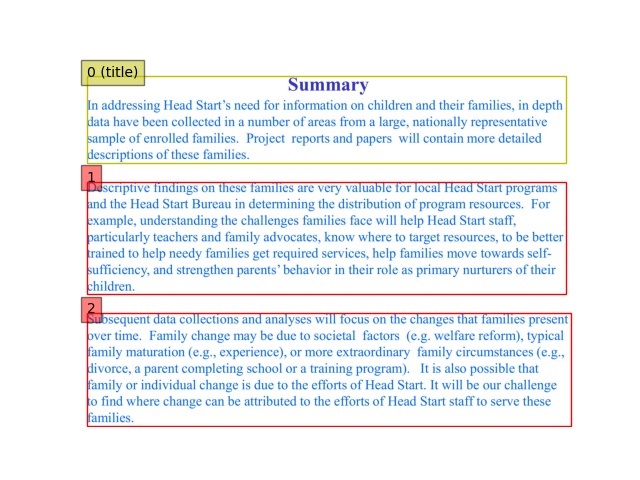 0 (title)
Summary
In addressing Head Start’s need for information on children and their families, in depth
data have been collected in a number of areas from a large, nationally representative
sample of enrolled families.  Project  reports and papers  will contain more detailed
descriptions of these families.
1
Descriptive findings on these families are very valuable for local Head Start programs
and the Head Start Bureau in determining the distribution of program resources.  For
example, understanding the challenges families face will help Head Start staff,
particularly teachers and family advocates, know where to target resources, to be better
trained to help needy families get required services, help families move towards self-
sufficiency, and strengthen parents’ behavior in their role as primary nurturers of their
children.
2
Subsequent data collections and analyses will focus on the changes that families present
over time.  Family change may be due to societal  factors  (e.g. welfare reform), typical
family maturation (e.g., experience), or more extraordinary  family circumstances (e.g.,
divorce, a parent completing school or a training program).   It is also possible that
family or individual change is due to the efforts of Head Start. It will be our challenge
to find where change can be attributed to the efforts of Head Start staff to serve these
families.